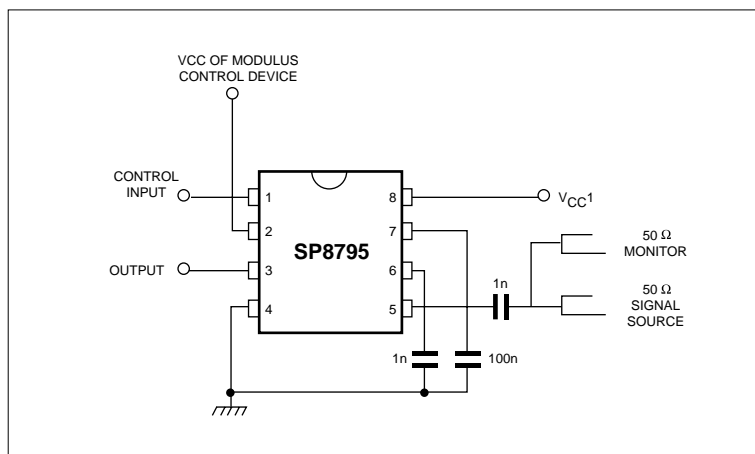 VCC OF MODULUS
CONTROL DEVICE
CONTROL
INPUT
OUTPUT
1
2
3
4
SP8795
8
7
6
5
VCC1
50 Ω
MONITOR
1n
50 Ω
SIGNAL
SOURCE
1n
100n